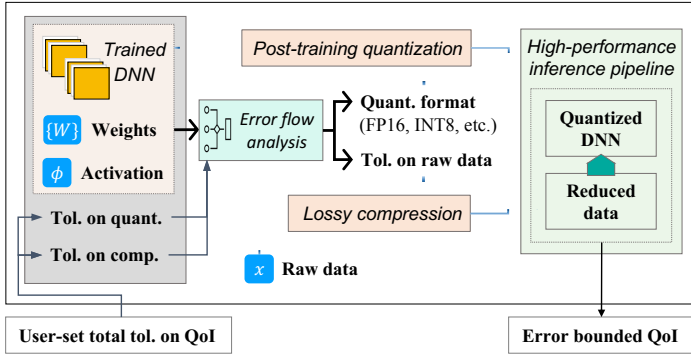 Trained
DNN
{W} Weights
ϕ Activation
Tol. on quant.
Tol. on comp.
Error flow
analysis
Post-training quantization
Quant. format
(FP16, INT8, etc.)
Tol. on raw data
Lossy compression
x Raw data
High-performance
inference pipeline
Quantized
DNN
Reduced
data
User-set total tol. on QoI
Error bounded QoI